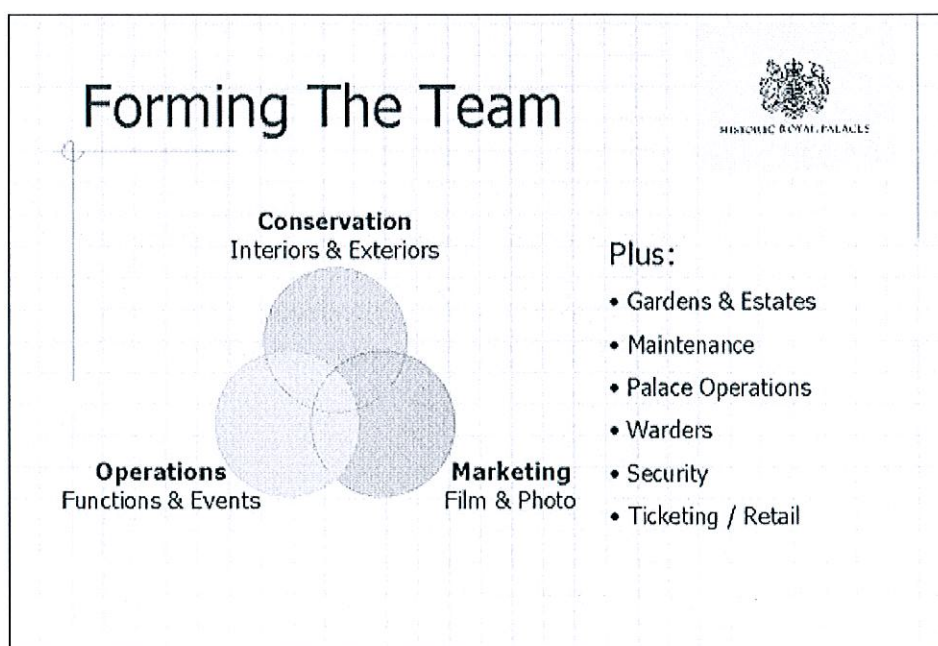 Forming The Team
HISTORIC ROYAL PALACES
Conservation
Interiors & Exteriors
Operations
Functions & Events
Marketing
Film & Photo
Plus:
• Gardens & Estates
• Maintenance
• Palace Operations
• Warders
• Security
• Ticketing / Retail